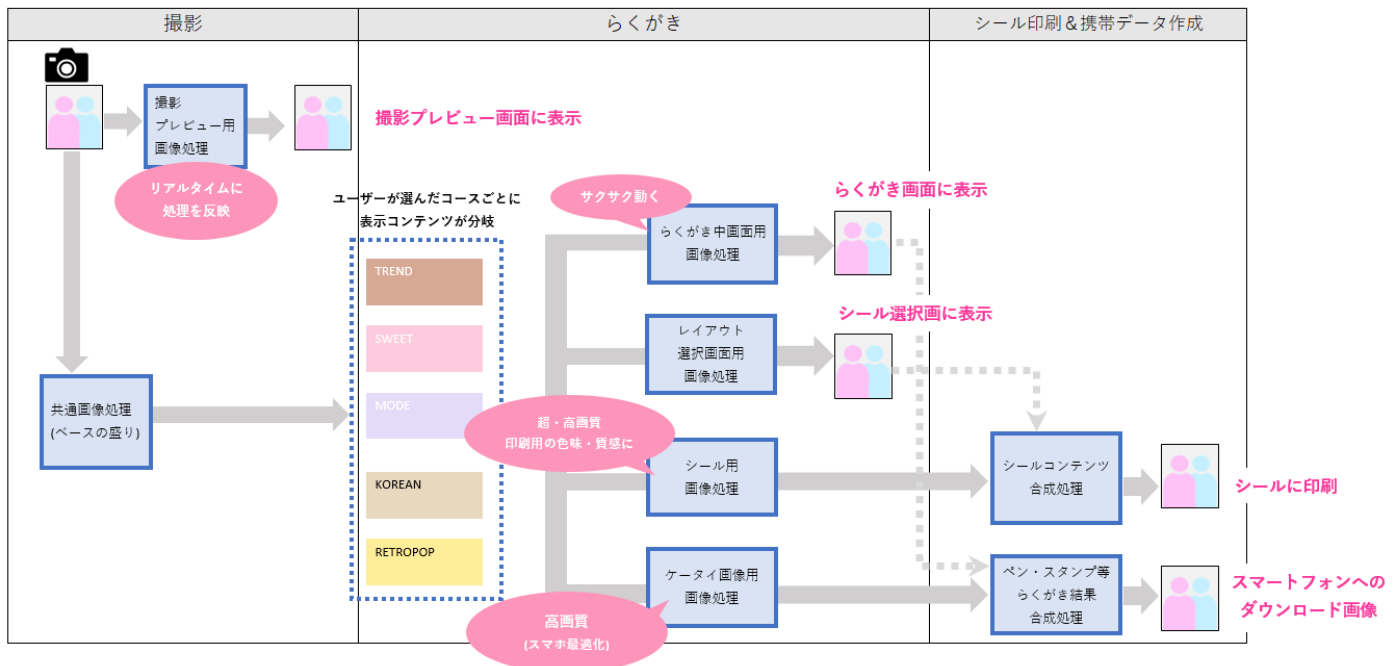 撮影
らくがき
シール印刷＆携帯データ作成
撮影
プレビュー用
画像処理
リアルタイムに
処理を反映
撮影プレビュー画面に表示
共通画像処理
(ベースの盛り)
ユーザーが選んだコースごとに
表示コンテンツが分岐
TREND
SWEET
MODE
KOREAN
RETROPOP
サクサク動く
らくがき中画面用
画像処理
らくがき画面に表示
レイアウト
選択画面用
画像処理
シール選択画に表示
超・高画質
印刷用の色味・質感に
シール用
画像処理
シールコンテンツ
合成処理
シールに印刷
高画質
(スマホ最適化)
ケータイ画像用
画像処理
ペン・スタンプ等
らくがき結果
合成処理
スマートフォンへの
ダウンロード画像